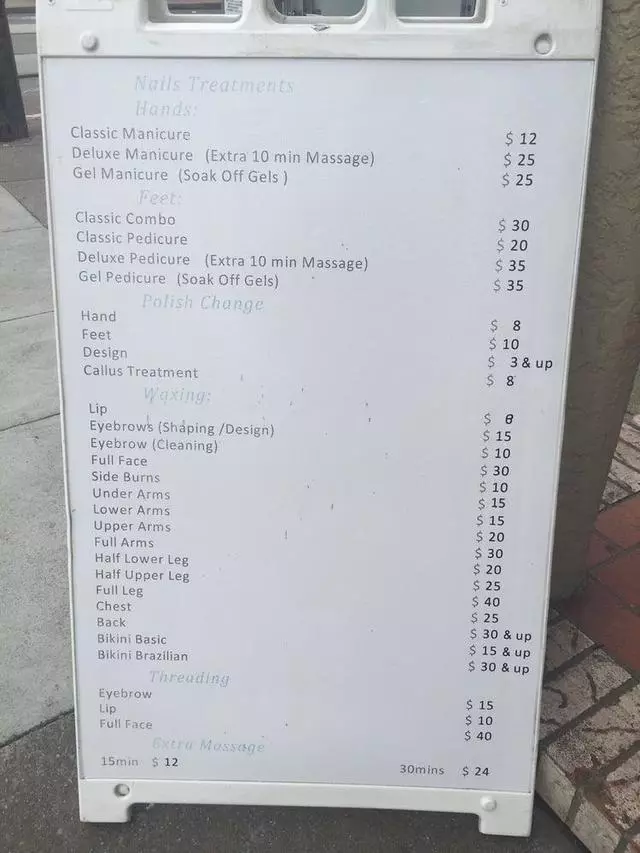 Nails Treatments
Hands:
Classic Manicure $ 12
Deluxe Manicure (Extra 10 min Massage) $ 25
Gel Manicure (Soak Off Gels ) $ 25
Feet:
Classic Combo $ 30
Classic Pedicure $ 20
Deluxe Pedicure (Extra 10 min Massage) $ 35
Gel Pedicure (Soak Off Gels) $ 35
Polish Change
Hand $ 8
Feet $ 10
Design $ 3 & up
Callus Treatment $ 8
Waxing:
Lip $
Eyebrows (Shaping /Design) $ 15
Eyebrow (Cleaning) $ 10
Full Face $ 30
Side Burns $ 10
Under Arms $ 15
Lower Arms $ 15
Upper Arms $ 20
Full Arms $ 30
Half Lower Leg $ 20
Half Upper Leg $ 25
Full Leg $ 40
Chest $ 25
Back $ 30 & up
Bikini Basic $ 15 & up
Bikini Brazilian $ 30 & up
Threading
Eyebrow $ 15
Lip $ 10
Full Face $ 40
Extra Massage
15min $ 12 30mins $ 24